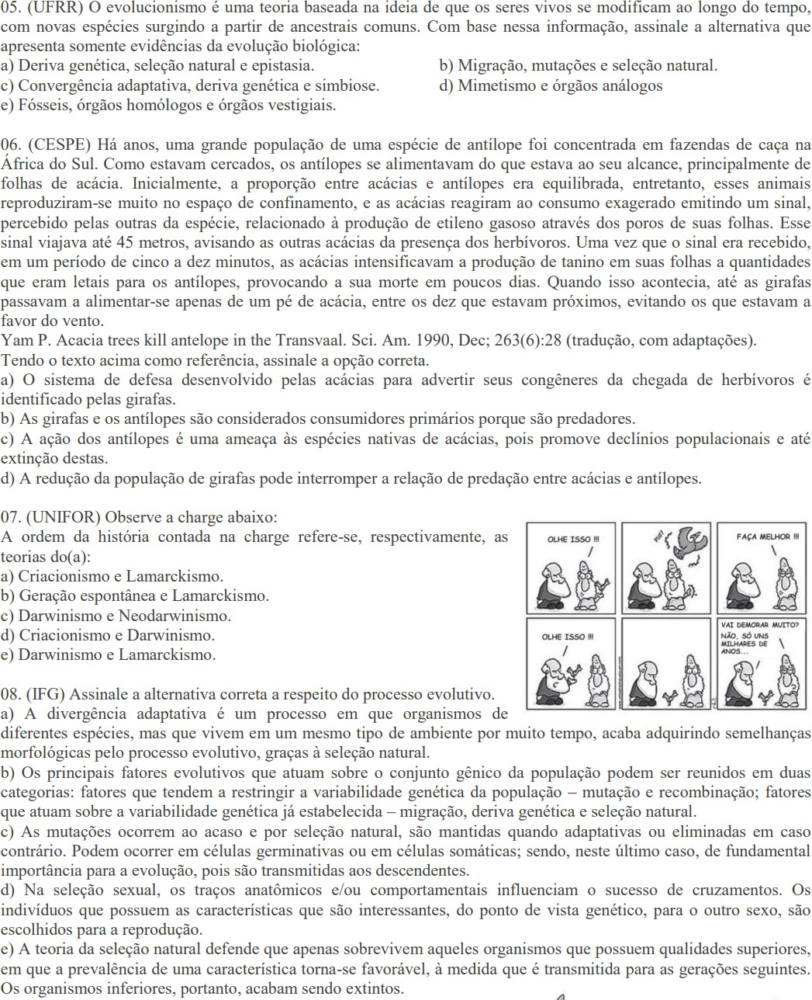 05. (UFRR) O evolucionismo é uma teoria baseada na ideia de que os seres vivos se modificam ao longo do tempo,
com novas espécies surgindo a partir de ancestrais comuns. Com base nessa informação, assinale a alternativa que
apresenta somente evidências da evolução biológica:
a) Deriva genética, seleção natural e epistasia. b) Migração, mutações e seleção natural.
c) Convergência adaptativa, deriva genética e simbiose. d) Mimetismo e órgãos análogos
e) Fósseis, órgãos homólogos e órgãos vestigiais.
06. (CESPE) Há anos, uma grande população de uma espécie de antílope foi concentrada em fazendas de caça na
África do Sul. Como estavam cercados, os antílopes se alimentavam do que estava ao seu alcance, principalmente de
folhas de acácia. Inicialmente, a proporção entre acácias e antílopes era equilibrada, entretanto, esses animais
reproduziram-se muito no espaço de confinamento, e as acácias reagiram ao consumo exagerado emitindo um sinal,
percebido pelas outras da espécie, relacionado à produção de etileno gasoso através dos poros de suas folhas. Esse
sinal viajava até 45 metros, avisando as outras acácias da presença dos herbívoros. Uma vez que o sinal era recebido,
em um período de cinco a dez minutos, as acácias intensificavam a produção de tanino em suas folhas a quantidades
que eram letais para os antílopes, provocando a sua morte em poucos dias. Quando isso acontecia, até as girafas
passavam a alimentar-se apenas de um pé de acácia, entre os dez que estavam próximos, evitando os que estavam a
favor do vento.
Yam P. Acacia trees kill antelope in the Transvaal. Sci. Am. 1990, Dec; 263(6):28 (tradução, com adaptações).
Tendo o texto acima como referência, assinale a opção correta.
a) O sistema de defesa desenvolvido pelas acácias para advertir seus congêneres da chegada de herbívoros é
identificado pelas girafas.
b) As girafas e os antílopes são considerados consumidores primários porque são predadores.
c) A ação dos antílopes é uma ameaça às espécies nativas de acácias, pois promove declínios populacionais e até
extinção destas.
d) A redução da população de girafas pode interromper a relação de predação entre acácias e antílopes.
07. (UNIFOR) Observe a charge abaixo:
A ordem da história contada na charge refere-se, respectivamente, as
teorias do(a):
a) Criacionismo e Lamarckismo.
b) Geração espontânea e Lamarckismo.
c) Darwinismo e Neodarwinismo.
d) Criacionismo e Darwinismo.
e) Darwinismo e Lamarckismo.
OLHE ISSO !!!
PUF!
FAÇA MELHOR !!!
OLHE ISSO !!!
VAI DEMORAR MUITO?
NÃO, SÓ UNS
MILHARES DE
ANOS...
08. (IFG) Assinale a alternativa correta a respeito do processo evolutivo.
a) A divergência adaptativa é um processo em que organismos de
diferentes espécies, mas que vivem em um mesmo tipo de ambiente por muito tempo, acaba adquirindo semelhanças
morfológicas pelo processo evolutivo, graças à seleção natural.
b) Os principais fatores evolutivos que atuam sobre o conjunto gênico da população podem ser reunidos em duas
categorias: fatores que tendem a restringir a variabilidade genética da população – mutação e recombinação; fatores
que atuam sobre a variabilidade genética já estabelecida – migração, deriva genética e seleção natural.
c) As mutações ocorrem ao acaso e por seleção natural, são mantidas quando adaptativas ou eliminadas em caso
contrário. Podem ocorrer em células germinativas ou em células somáticas; sendo, neste último caso, de fundamental
importância para a evolução, pois são transmitidas aos descendentes.
d) Na seleção sexual, os traços anatômicos e/ou comportamentais influenciam o sucesso de cruzamentos. Os
indivíduos que possuem as características que são interessantes, do ponto de vista genético, para o outro sexo, são
escolhidos para a reprodução.
e) A teoria da seleção natural defende que apenas sobrevivem aqueles organismos que possuem qualidades superiores,
em que a prevalência de uma característica torna-se favorável, à medida que é transmitida para as gerações seguintes.
Os organismos inferiores, portanto, acabam sendo extintos.